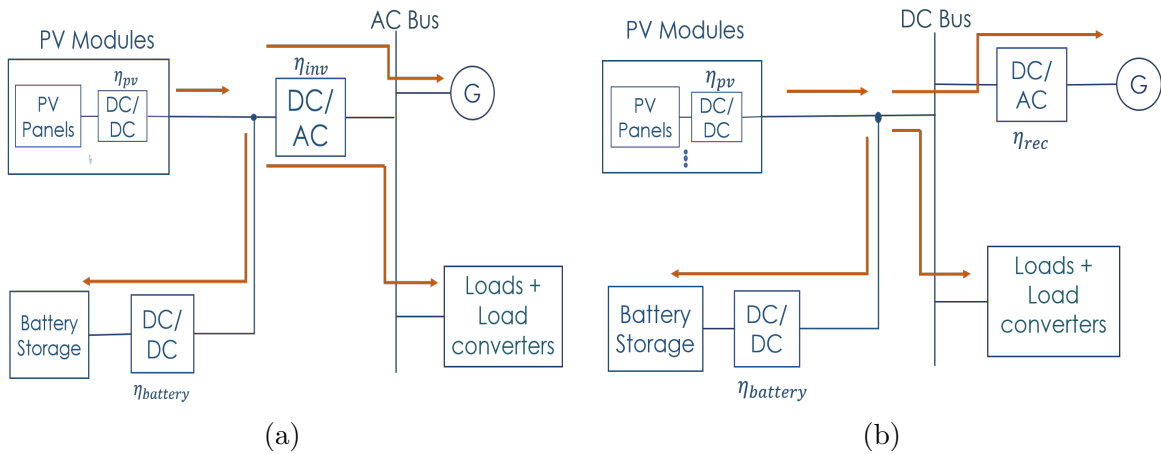 AC Bus
PV Modules
η_pv
η_inv
PV
Panels
DC/
DC
DC/
AC
G
Battery
Storage
DC/
DC
η_battery
Loads +
Load
converters
(a)
DC Bus
PV Modules
η_pv
PV
Panels
DC/
DC
DC/
AC
G
η_rec
Battery
Storage
DC/
DC
η_battery
Loads +
Load
converters
(b)